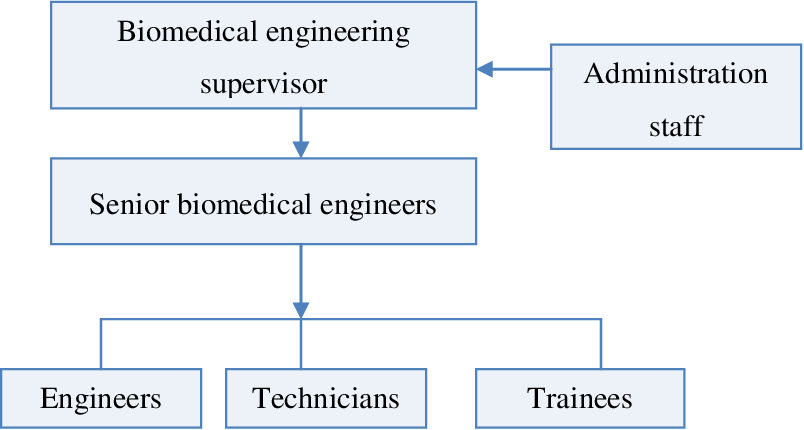 Biomedical engineering
supervisor
Administration
staff
Senior biomedical engineers
Engineers
Technicians
Trainees